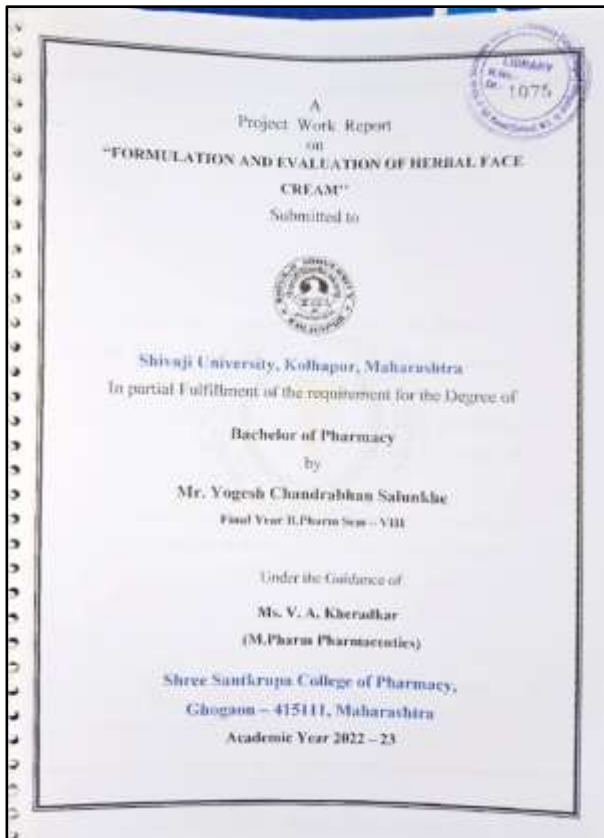 LIBRARY
R.No.
Dt. 1075
A
Project Work Report
on
"FORMULATION AND EVALUATION OF HERBAL FACE
CREAM"
Submitted to
Shivaji University, Kolhapur, Maharashtra
In partial Fulfillment of the requirement for the Degree of
Bachelor of Pharmacy
by
Mr. Yogesh Chandrabhan Salunkhe
Final Year B.Pharm Sem – VIII
Under the Guidance of
Ms. V. A. Kheradkar
(M.Pharm Pharmaceutics)
Shree Santkrupa College of Pharmacy,
Ghogaon – 415111, Maharashtra
Academic Year 2022 – 23